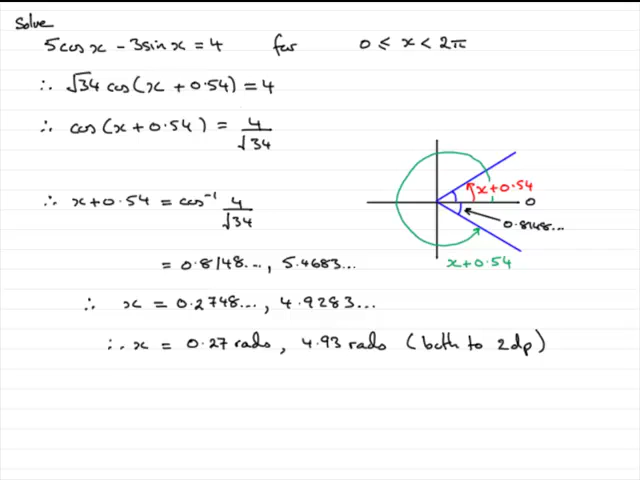 Solve
5cosx - 3sinx = 4 for 0 ≤ x < 2π
∴ √34 cos(x + 0.54) = 4
∴ cos(x + 0.54) = 4/√34
∴ x + 0.54 = cos⁻¹ 4/√34
= 0.8148..., 5.4683...
∴ x = 0.2748..., 4.9283...
∴ x = 0.27 rads, 4.93 rads (both to 2dp)
x + 0.54
0
0.8148...
x + 0.54